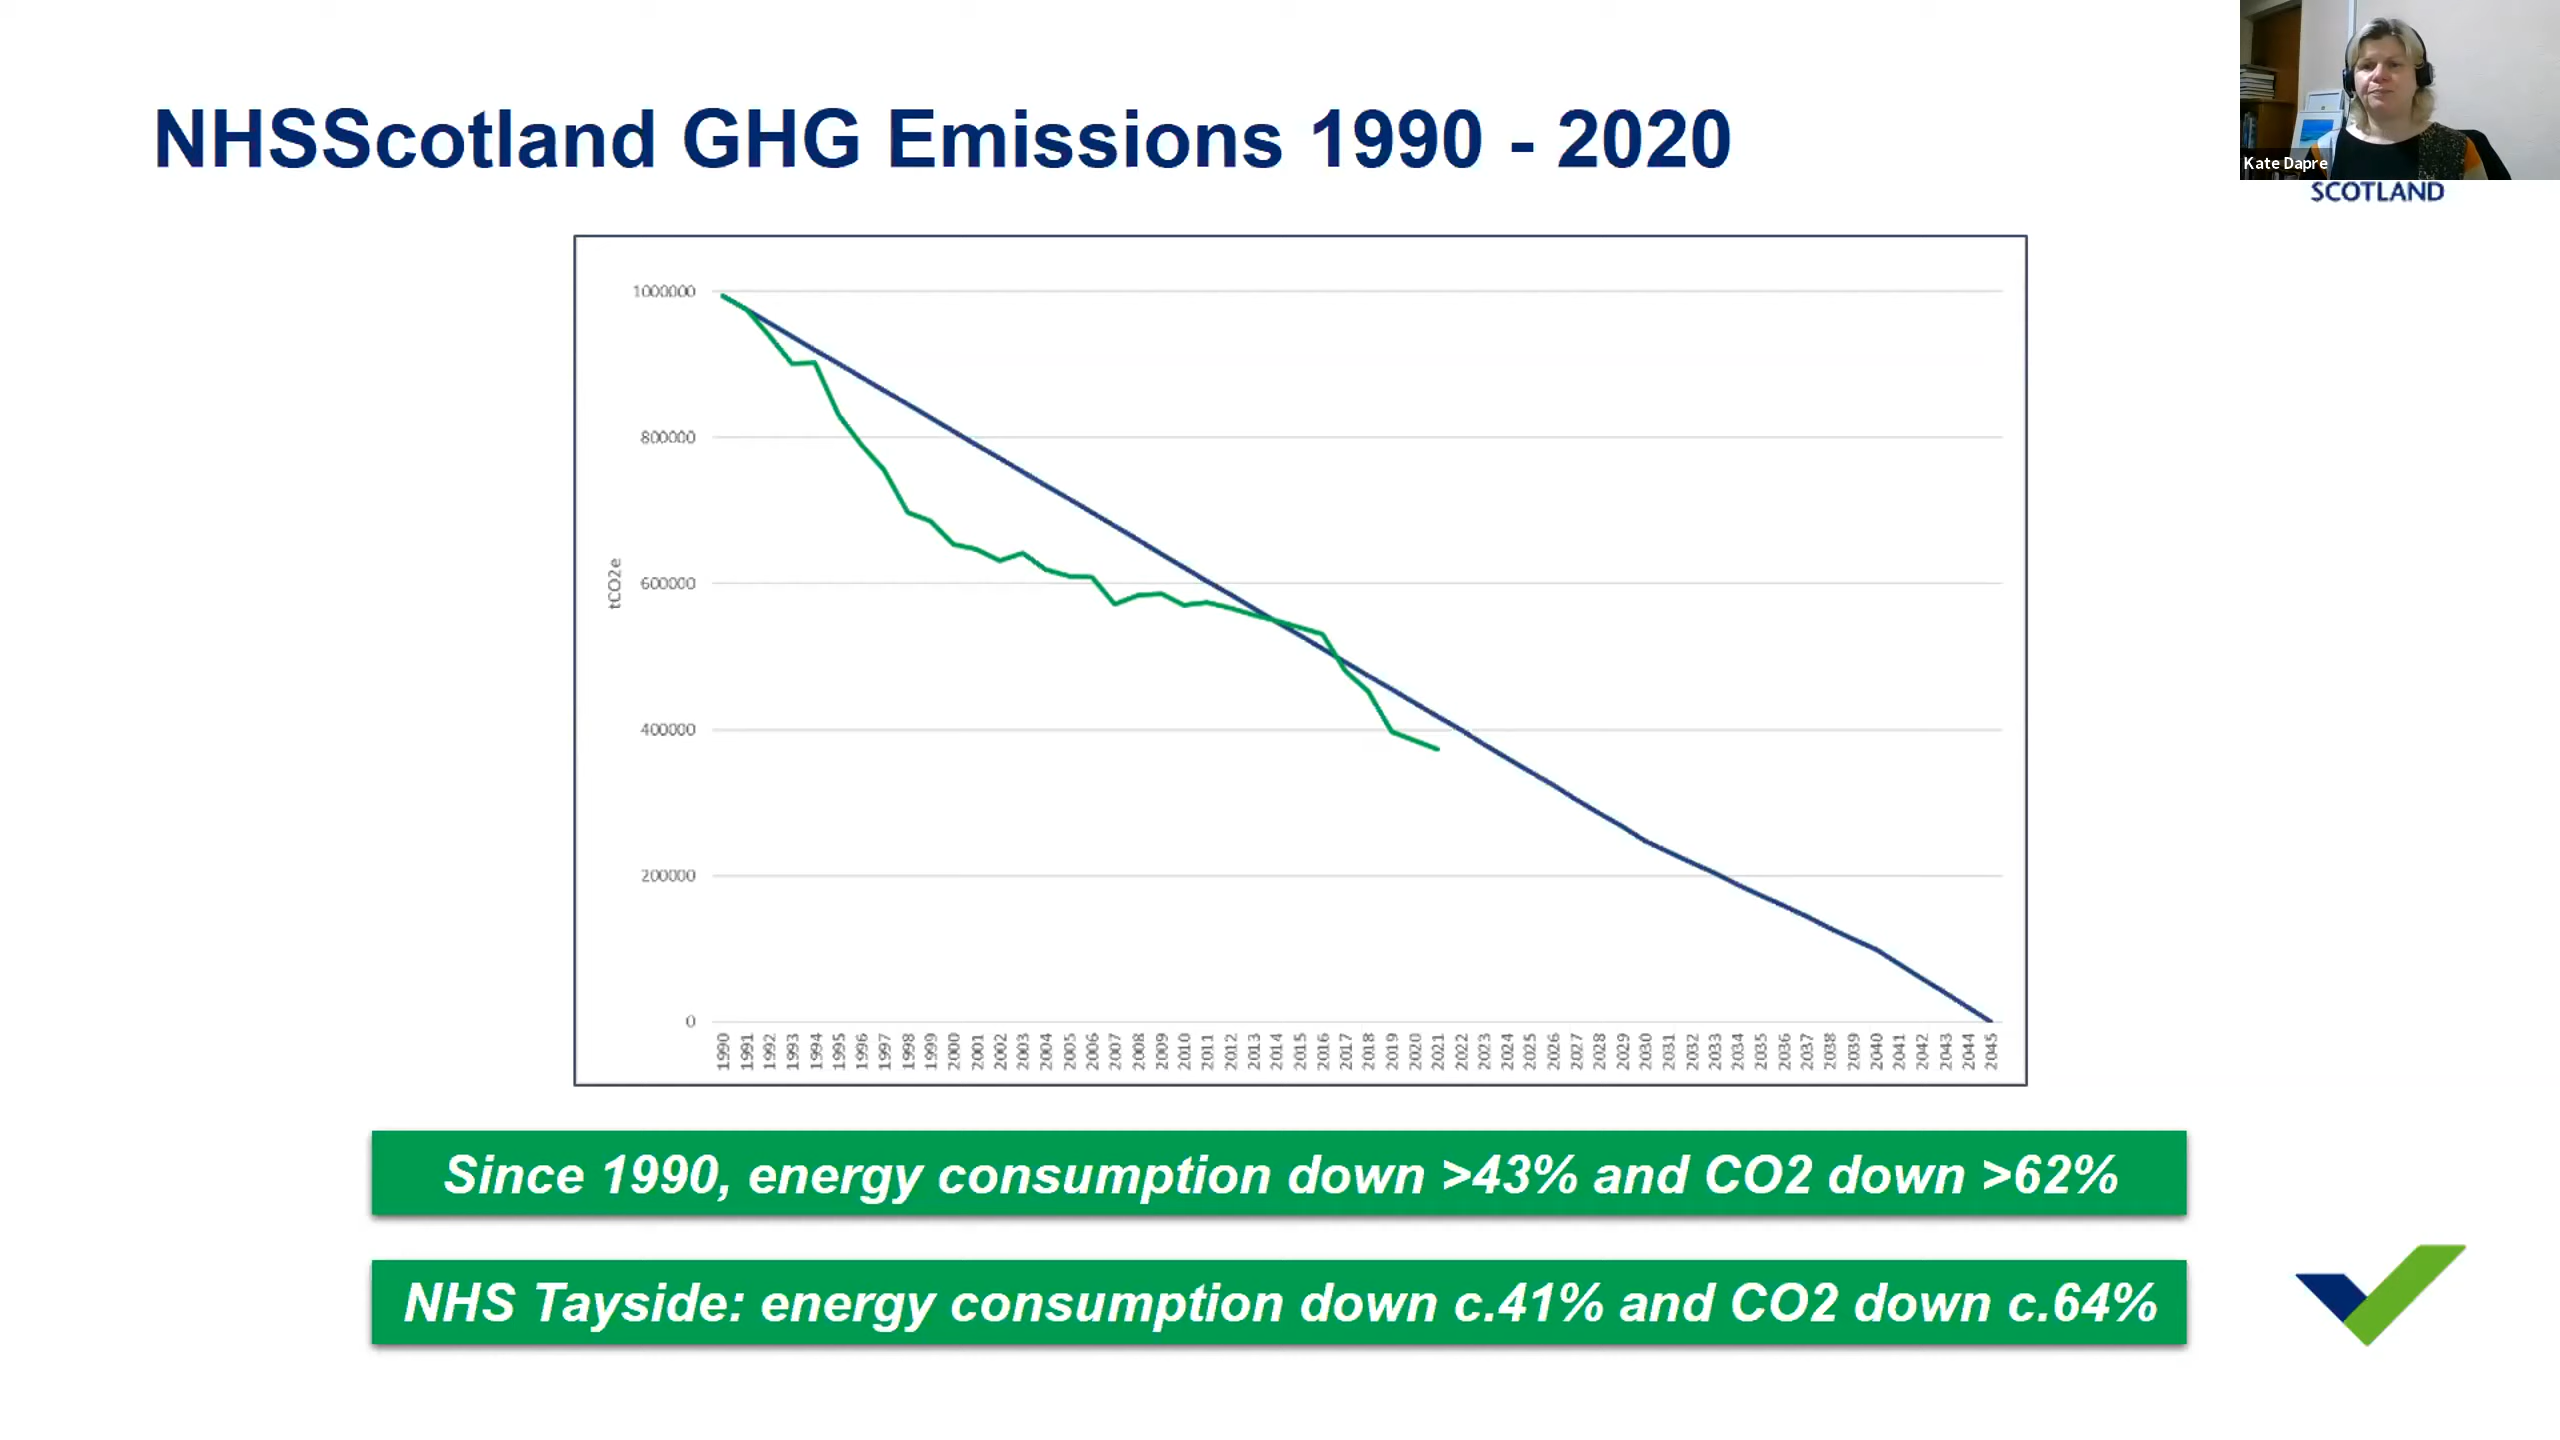 NHSScotland GHG Emissions 1990 - 2020
Kate Dapre
SCOTLAND
1000000
800000
600000
400000
200000
0
tCO2e
1990 1991 1992 1993 1994 1995 1996 1997 1998 1999 2000 2001 2002 2003 2004 2005 2006 2007 2008 2009 2010 2011 2012 2013 2014 2015 2016 2017 2018 2019 2020 2021 2022 2023 2024 2025 2026 2027 2028 2029 2030 2031 2032 2033 2034 2035 2036 2037 2038 2039 2040 2041 2042 2043 2044 2045
Since 1990, energy consumption down >43% and CO2 down >62%
NHS Tayside: energy consumption down c.41% and CO2 down c.64%